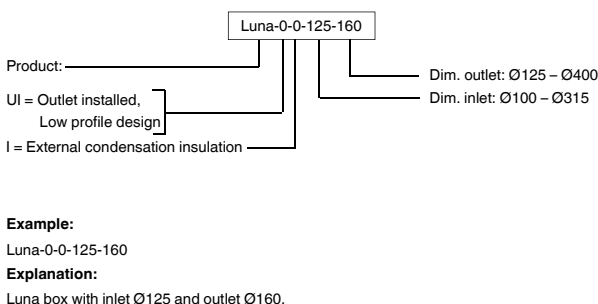 Luna-0-0-125-160
Product:
UI = Outlet installed,
Low profile design
I = External condensation insulation
Dim. outlet: Ø125 – Ø400
Dim. inlet: Ø100 – Ø315
Example:
Luna-0-0-125-160
Explanation:
Luna box with inlet Ø125 and outlet Ø160.